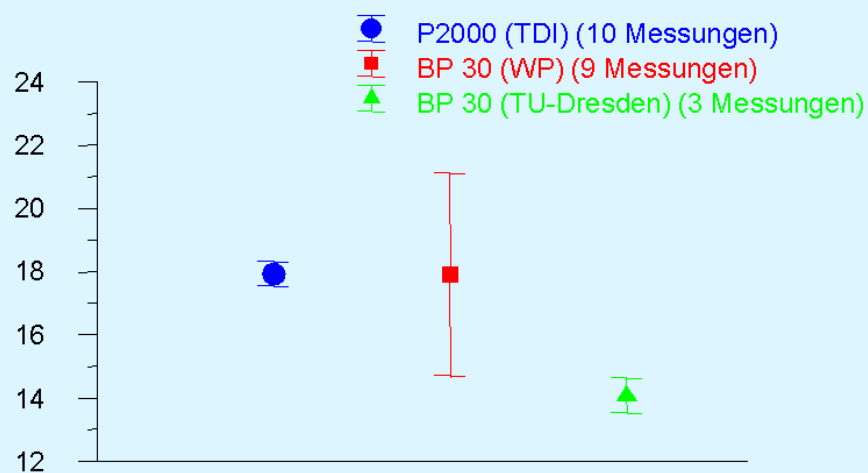 P2000 (TDI) (10 Messungen)
BP 30 (WP) (9 Messungen)
BP 30 (TU-Dresden) (3 Messungen)
24
22
20
18
16
14
12